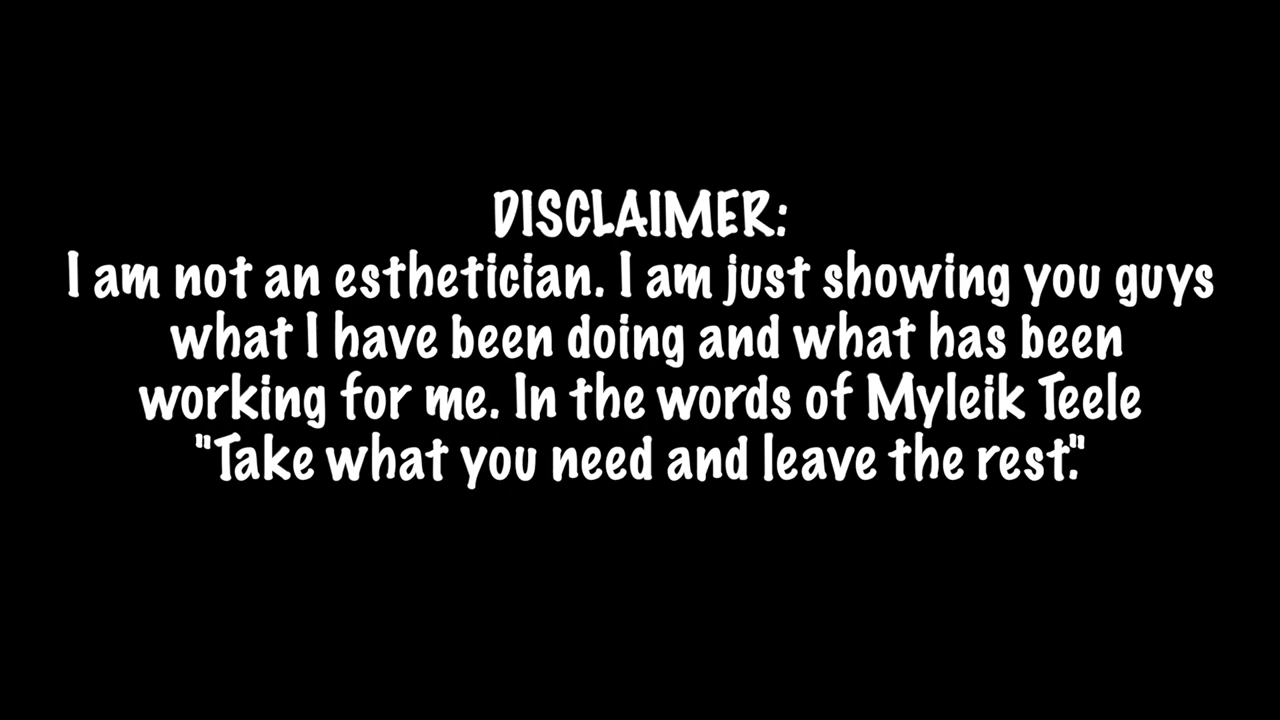 DISCLAIMER:
I am not an esthetician. I am just showing you guys
what I have been doing and what has been
working for me. In the words of Myleik Teele
"Take what you need and leave the rest."